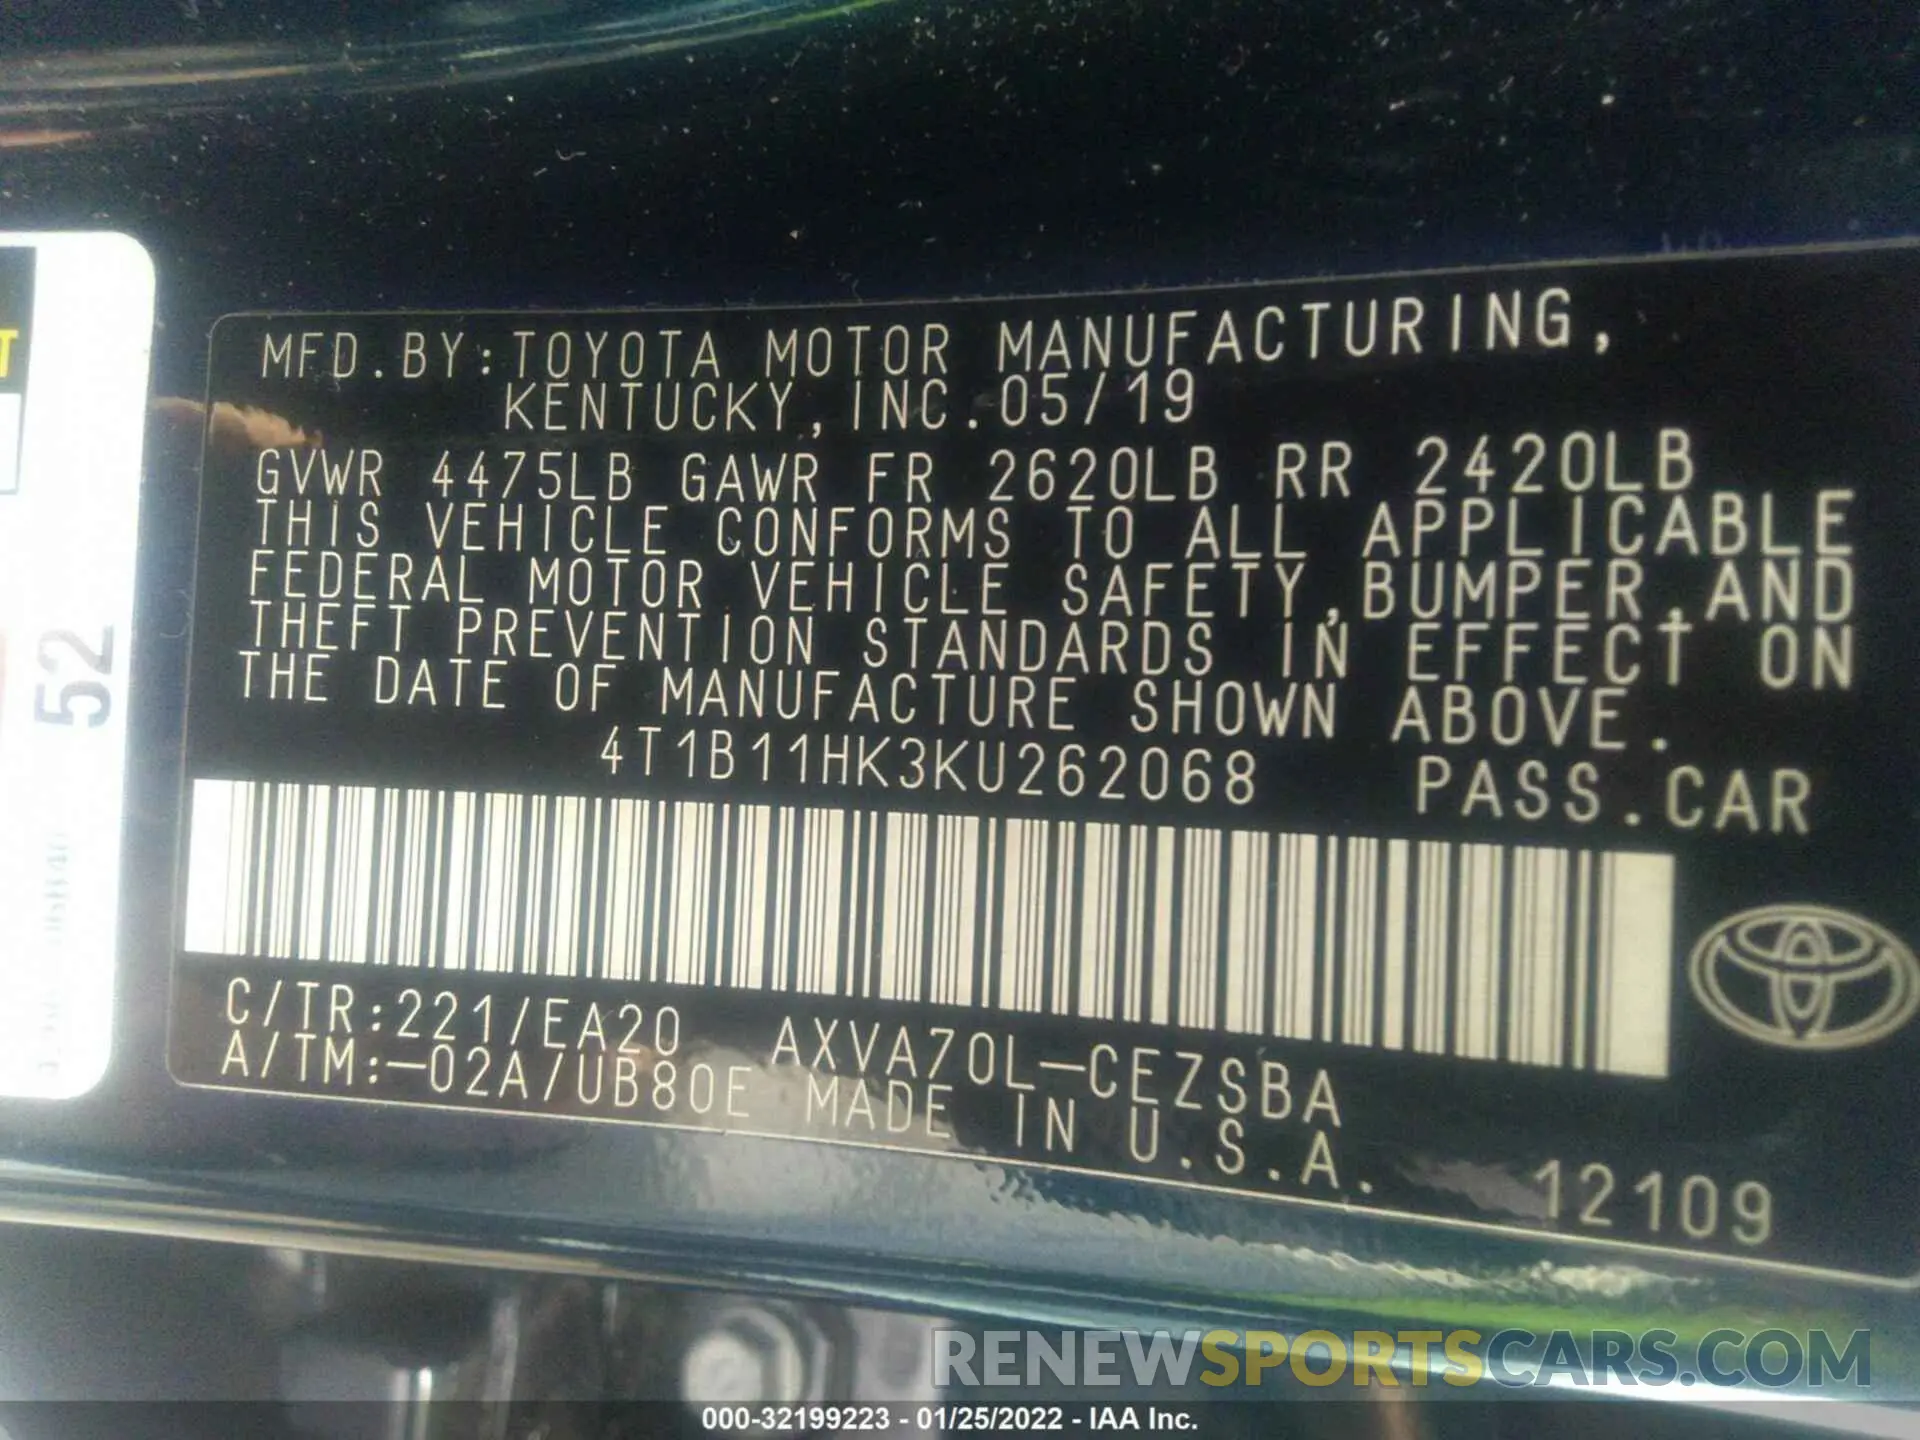 MFD.BY:TOYOTA MOTOR MANUFACTURING,
KENTUCKY,INC.05/19
GVWR 4475LB GAWR FR 2620LB RR 2420LB
THIS VEHICLE CONFORMS TO ALL APPLICABLE
FEDERAL MOTOR VEHICLE SAFETY,BUMPER,AND
THEFT PREVENTION STANDARDS IN EFFECT ON
THE DATE OF MANUFACTURE SHOWN ABOVE.
4T1B11HK3KU262068 PASS.CAR
C/TR:221/EA20 AXVA70L-CEZSBA
A/TM:-02A/UB80E MADE IN U.S.A.
12109
T
52
RENEWSPORTSCARS.COM
000-32199223 - 01/25/2022 - IAA Inc.